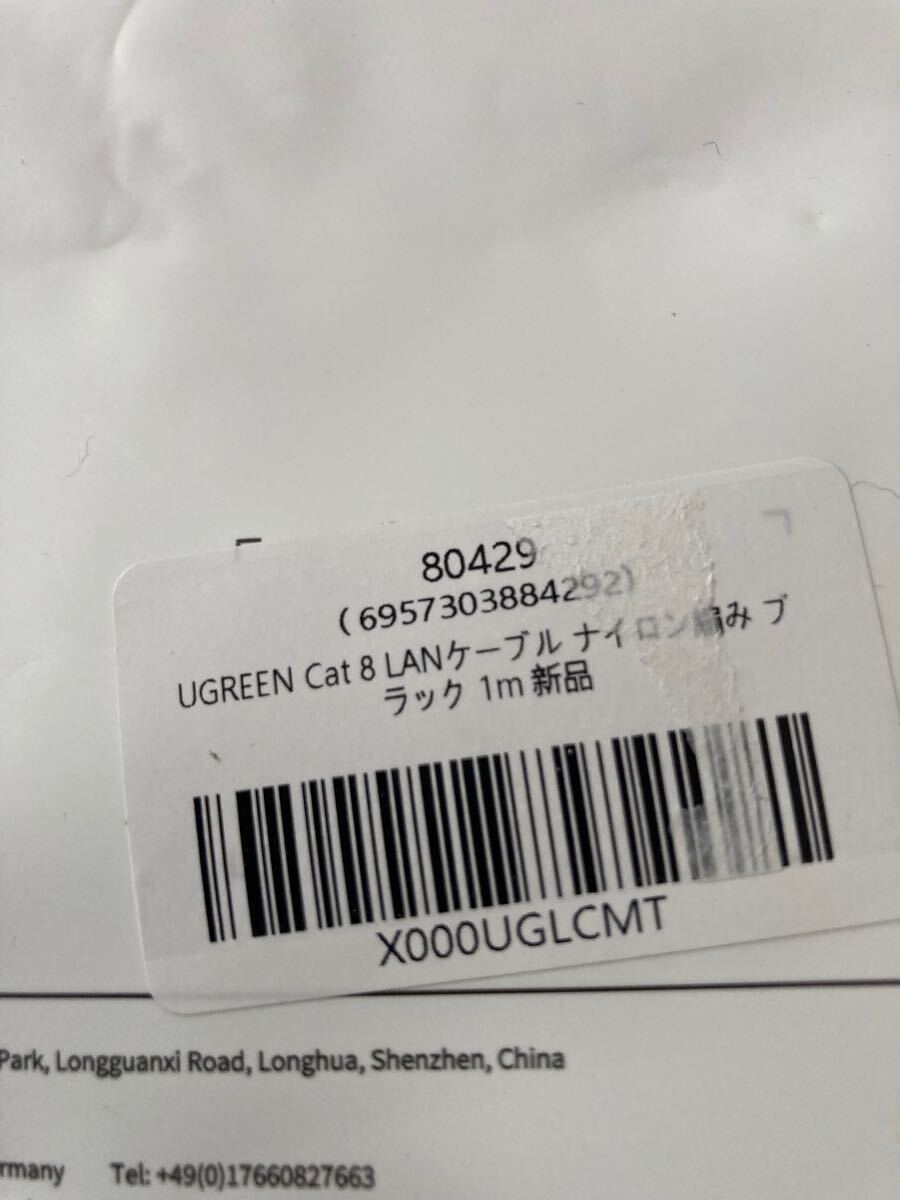 80429
(6957303884292)
UGREEN Cat 8 LANケーブル ナイロン編み ブ
ラック 1m 新品
X000UGLCMT
Park, Longguanxi Road, Longhua, Shenzhen, China
rmany Tel: +49(0)17660827663